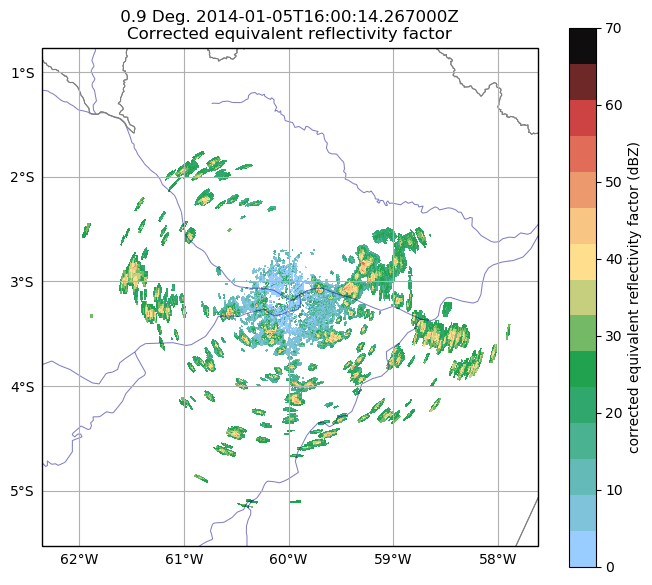 0.9 Deg. 2014-01-05T16:00:14.267000Z
Corrected equivalent reflectivity factor
1°S
2°S
3°S
4°S
5°S
62°W
61°W
60°W
59°W
58°W
70
60
50
40
30
20
10
0
corrected equivalent reflectivity factor (dBZ)